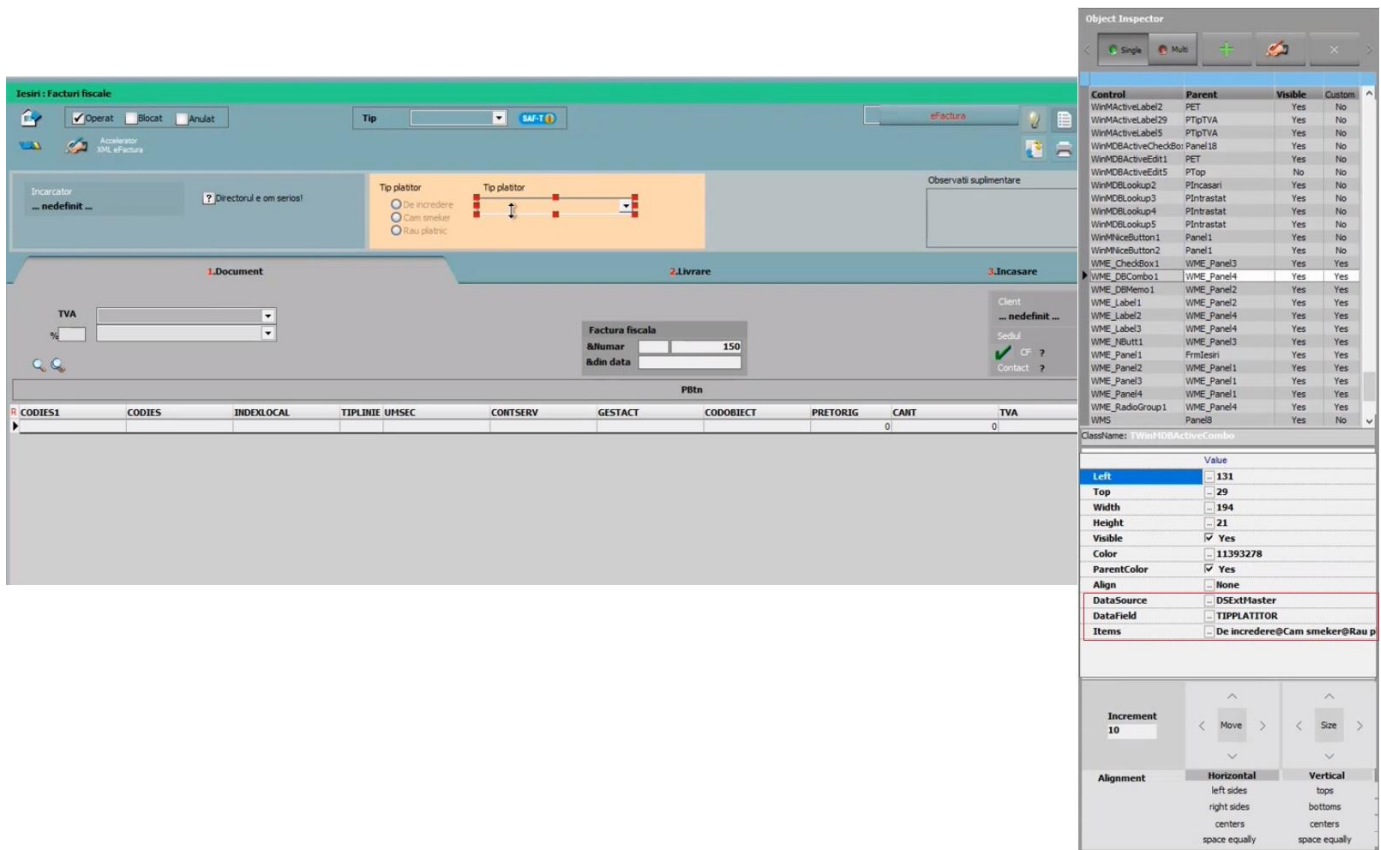 Object Inspector
Single Multi
Iesiri : Facturi fiscale
Operat Blocat Anulat
Tip
SAF-T
eFactura
Accelerator
XML eFactura
Incarcator
... nedefinit ...
? Directorul e om serios!
Tip platitor
De incredere
Cam smeker
Rau platnic
Tip platitor
Observatii suplimentare
1.Document
2.Livrare
3.Incasare
TVA
%
Factura fiscala
&Numar 150
&din data
Client
... nedefinit ...
Sediul
CF ?
Contact ?
PBtn
R CODIES1 CODIES INDEXLOCAL TIPLINIE UMSEC CONTSERV GESTACT CODOBIECT PRETORIG CANT TVA
0 0
Control Parent Visible Custom
WinMActiveLabel2 PET Yes No
WinMActiveLabel29 PTipTVA Yes No
WinMActiveLabel5 PTipTVA Yes No
WinMDBActiveCheckBo: Panel18 Yes No
WinMDBActiveEdit1 PET Yes No
WinMDBActiveEdit5 PTop No No
WinMDBLookup2 PIncasari Yes No
WinMDBLookup3 PIntrastat Yes No
WinMDBLookup4 PIntrastat Yes No
WinMDBLookup5 PIntrastat Yes No
WinMNiceButton1 Panel1 Yes No
WinMNiceButton2 Panel1 Yes No
WME_CheckBox1 WME_Panel3 Yes Yes
WME_DBCombo1 WME_Panel4 Yes Yes
WME_DBMemo1 WME_Panel2 Yes Yes
WME_Label1 WME_Panel2 Yes Yes
WME_Label2 WME_Panel4 Yes Yes
WME_Label3 WME_Panel4 Yes Yes
WME_NButt1 WME_Panel3 Yes Yes
WME_Panel1 FrmIesiri Yes Yes
WME_Panel2 WME_Panel1 Yes Yes
WME_Panel3 WME_Panel1 Yes Yes
WME_Panel4 WME_Panel1 Yes Yes
WME_RadioGroup1 WME_Panel4 Yes Yes
WMS Panel8 Yes No
ClassName: TWinMDBActiveCombo
Value
Left ... 131
Top ... 29
Width ... 194
Height ... 21
Visible Yes
Color ... 11393278
ParentColor Yes
Align ... None
DataSource ... DSExtMaster
DataField ... TIPPLATITOR
Items ... De incredere@Cam smeker@Rau p
Increment
10
Move
Size
Alignment
Horizontal Vertical
left sides tops
right sides bottoms
centers centers
space equally space equally